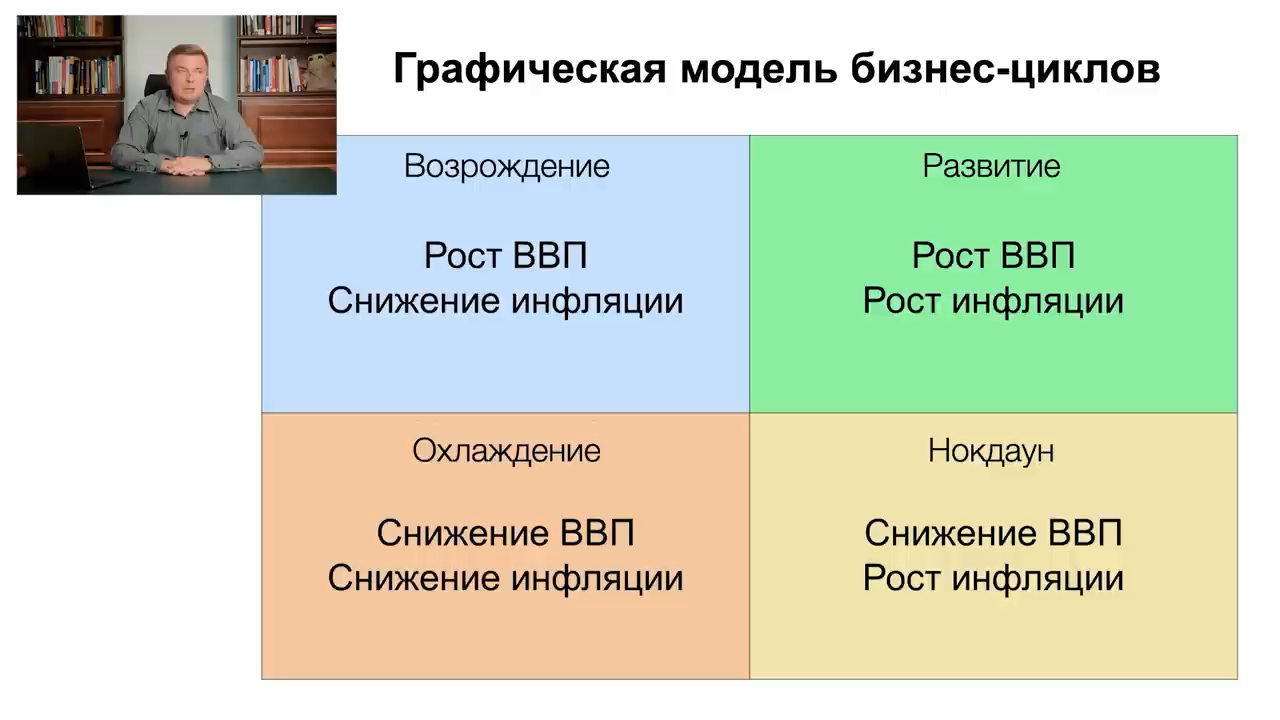 Графическая модель бизнес-циклов
Возрождение
Рост ВВП
Снижение инфляции
Развитие
Рост ВВП
Рост инфляции
Охлаждение
Снижение ВВП
Снижение инфляции
Нокдаун
Снижение ВВП
Рост инфляции